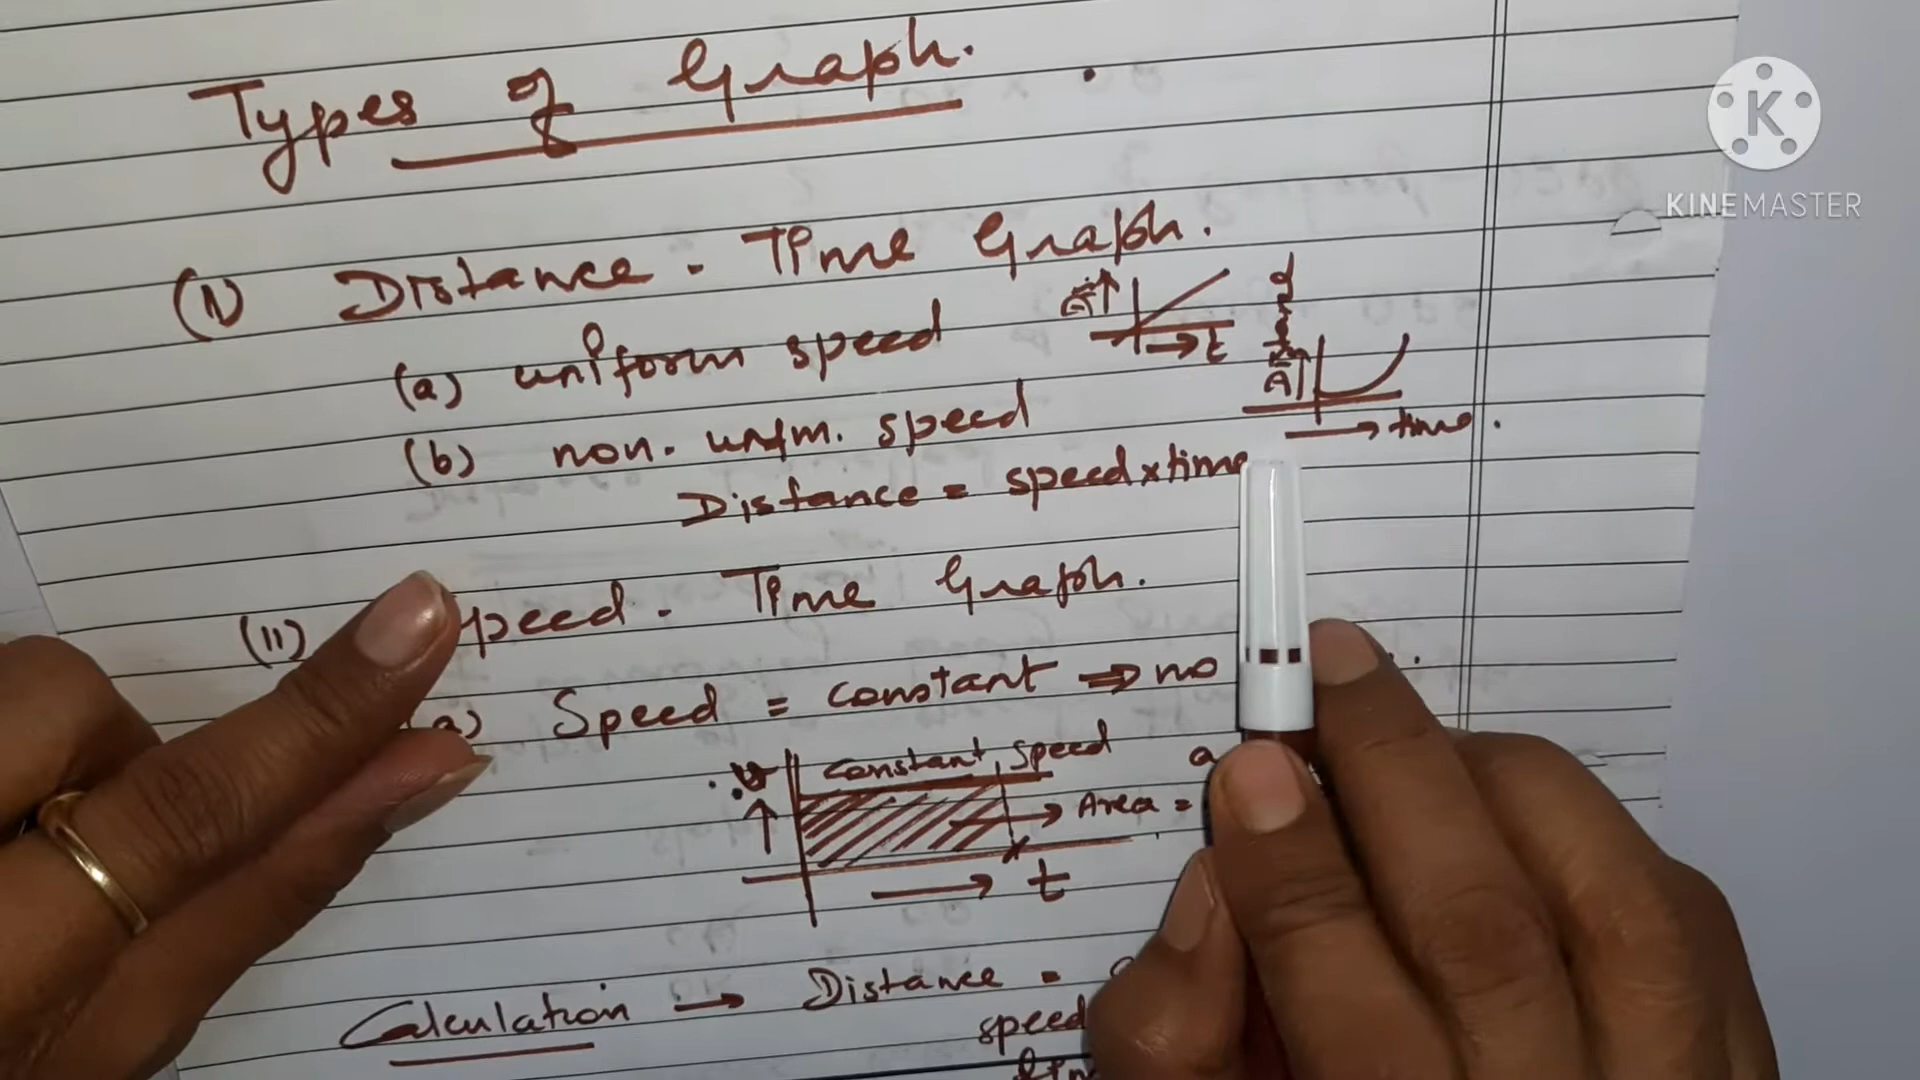 Types of Graph.
KINEMASTER
(I) Distance - Time Graph.
(a) uniform speed
t
(b) non. unfm. speed
time.
Distance = speed x time
(II) peed - Time Graph.
a) Speed = constant ⇒ no
Constant speed
a
v
Area =
t
Calculation → Distance =
speed